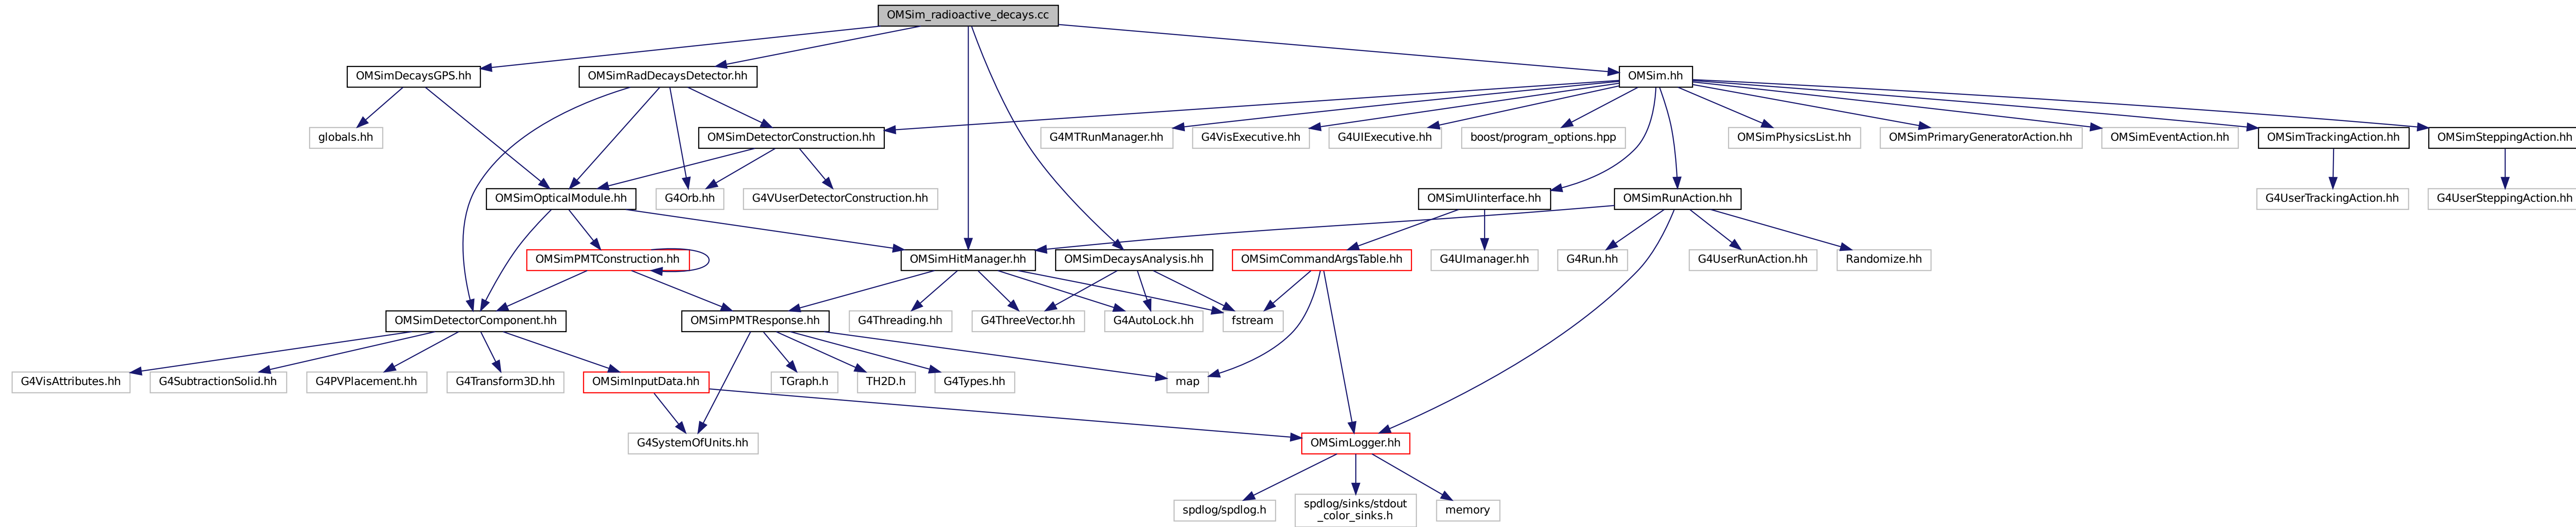 OMSim_radioactive_decays.cc
OMSimDecaysGPS.hh
OMSimRadDecaysDetector.hh
OMSim.hh
globals.hh
OMSimDetectorConstruction.hh
G4MTRunManager.hh
G4VisExecutive.hh
G4UIExecutive.hh
boost/program_options.hpp
OMSimPhysicsList.hh
OMSimPrimaryGeneratorAction.hh
OMSimEventAction.hh
OMSimTrackingAction.hh
OMSimSteppingAction.hh
OMSimOpticalModule.hh
G4Orb.hh
G4VUserDetectorConstruction.hh
OMSimUIinterface.hh
OMSimRunAction.hh
G4UserTrackingAction.hh
G4UserSteppingAction.hh
OMSimPMTConstruction.hh
OMSimHitManager.hh
OMSimDecaysAnalysis.hh
OMSimCommandArgsTable.hh
G4UImanager.hh
G4Run.hh
G4UserRunAction.hh
Randomize.hh
OMSimDetectorComponent.hh
OMSimPMTResponse.hh
G4Threading.hh
G4ThreeVector.hh
G4AutoLock.hh
fstream
G4VisAttributes.hh
G4SubtractionSolid.hh
G4PVPlacement.hh
G4Transform3D.hh
OMSimInputData.hh
TGraph.h
TH2D.h
G4Types.hh
map
G4SystemOfUnits.hh
OMSimLogger.hh
spdlog/spdlog.h
spdlog/sinks/stdout
_color_sinks.h
memory